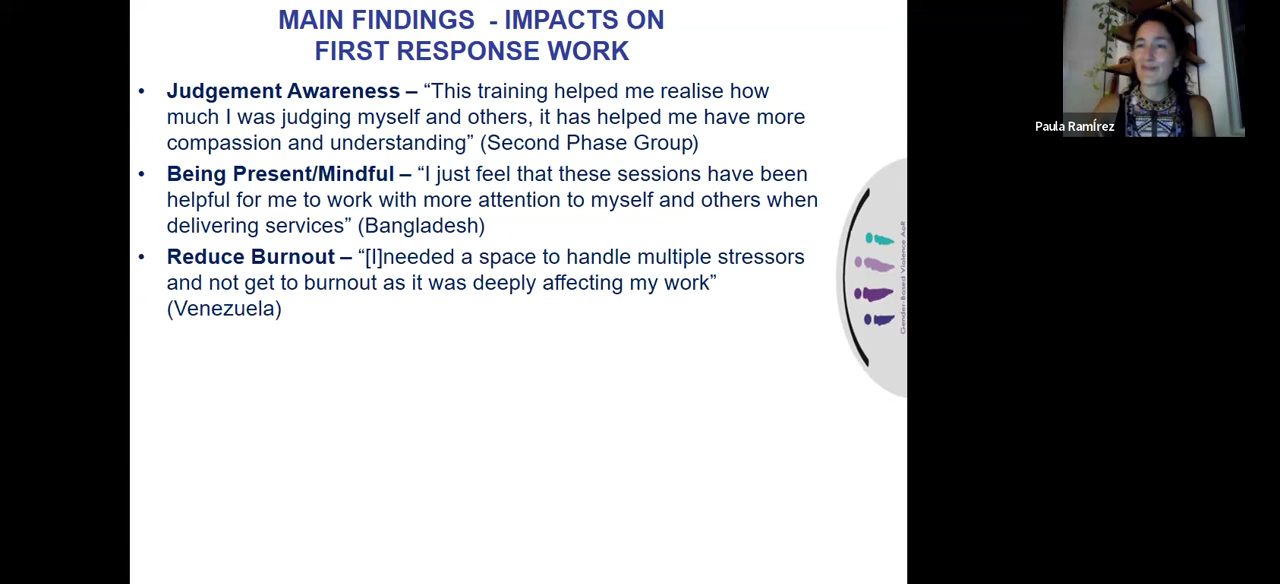 MAIN FINDINGS - IMPACTS ON
FIRST RESPONSE WORK
• Judgement Awareness – “This training helped me realise how
much I was judging myself and others, it has helped me have more
compassion and understanding” (Second Phase Group)
• Being Present/Mindful – “I just feel that these sessions have been
helpful for me to work with more attention to myself and others when
delivering services” (Bangladesh)
• Reduce Burnout – “[I]needed a space to handle multiple stressors
and not get to burnout as it was deeply affecting my work”
(Venezuela)
Gender-Based Violence AoR
Paula RamÍrez